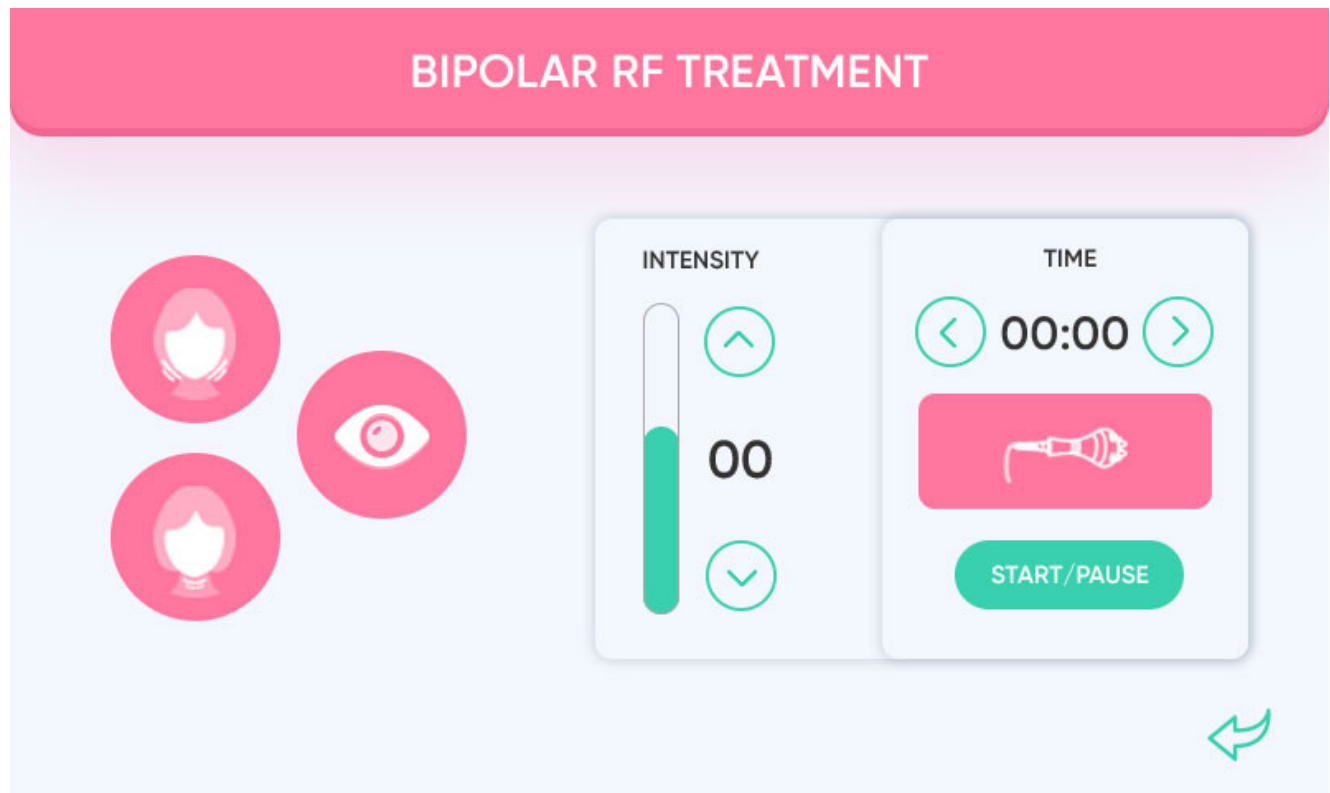 BIPOLAR RF TREATMENT
INTENSITY
00
TIME
00:00
START/PAUSE